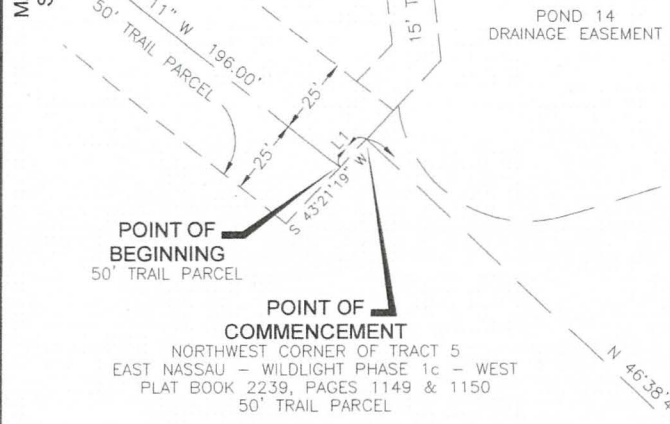 M
S
11" W 196.00'
50' TRAIL PARCEL
25'
25'
15' T
POND 14
DRAINAGE EASEMENT
L1
S 43°21'19" W
POINT OF
BEGINNING
50' TRAIL PARCEL
POINT OF
COMMENCEMENT
NORTHWEST CORNER OF TRACT 5
EAST NASSAU - WILDLIGHT PHASE 1c - WEST
PLAT BOOK 2239, PAGES 1149 & 1150
50' TRAIL PARCEL
N 46°38'4